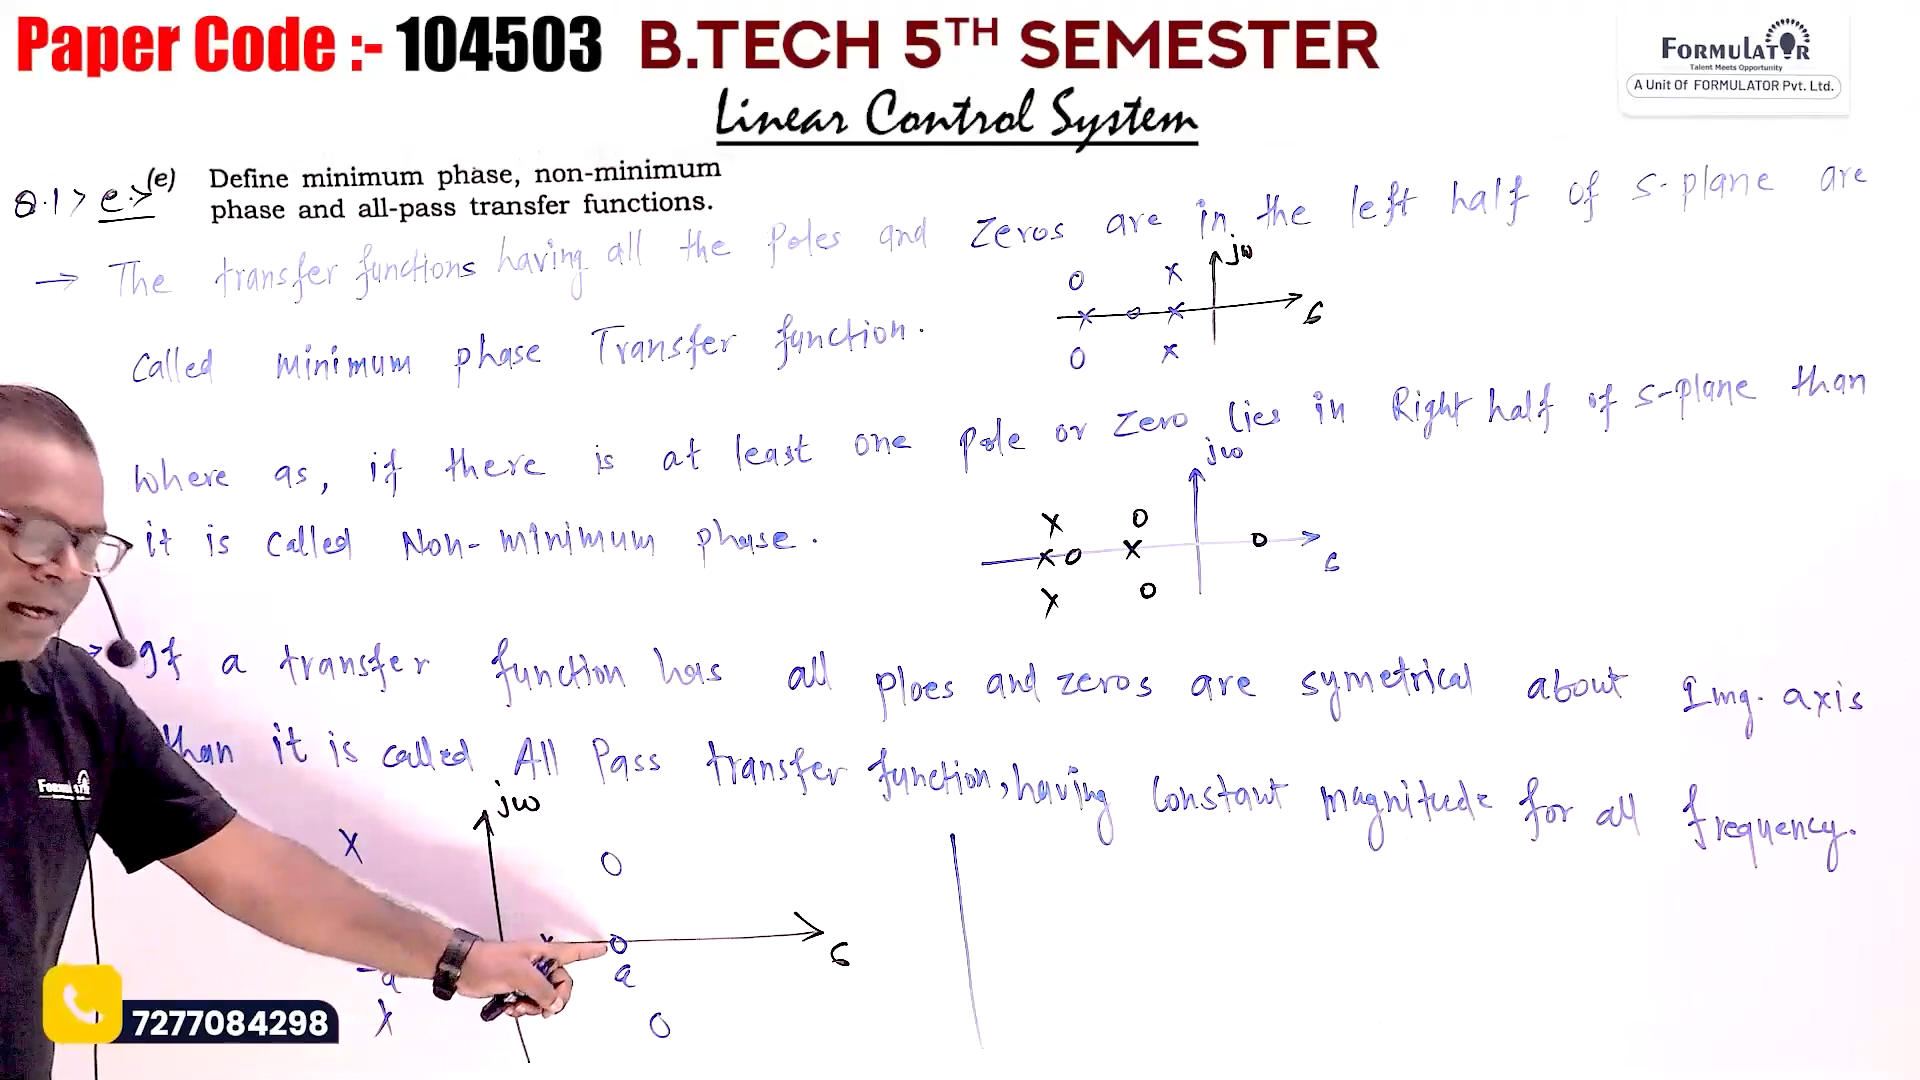 Paper Code :- 104503 B.TECH 5TH SEMESTER
FORMULATOR
Talent Meets Opportunity
A Unit Of FORMULATOR Pvt. Ltd.
Linear Control System
Q.1> e.> (e) Define minimum phase, non-minimum
phase and all-pass transfer functions.
→ The transfer functions having all the Poles and Zeros are in the left half of s-plane are
Called minimum phase Transfer function.
jω
σ
Where as, if there is at least one pole or zero lies in Right half of s-plane than
it is called Non-minimum phase.
jω
σ
If a transfer function has all ploes and zeros are symetrical about Img. axis
than it is called All Pass transfer function, having Constant magnitude for all frequency.
jω
X
O
σ
-a
a
X
O
7277084298